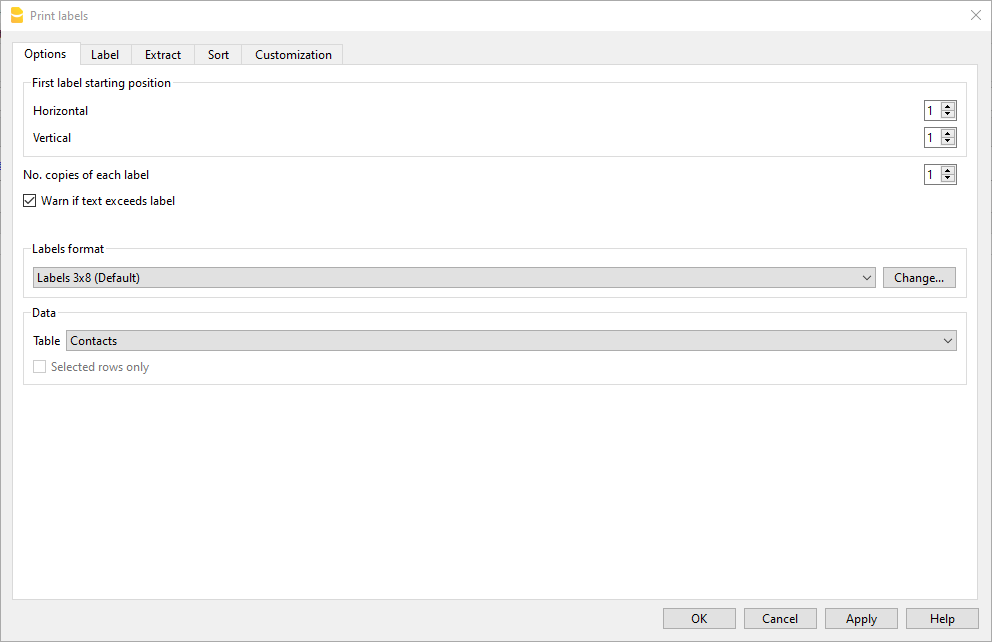 Print labels
Options Label Extract Sort Customization
First label starting position
Horizontal 1
Vertical 1
No. copies of each label 1
Warn if text exceeds label
Labels format
Labels 3x8 (Default) Change...
Data
Table Contacts
Selected rows only
OK Cancel Apply Help